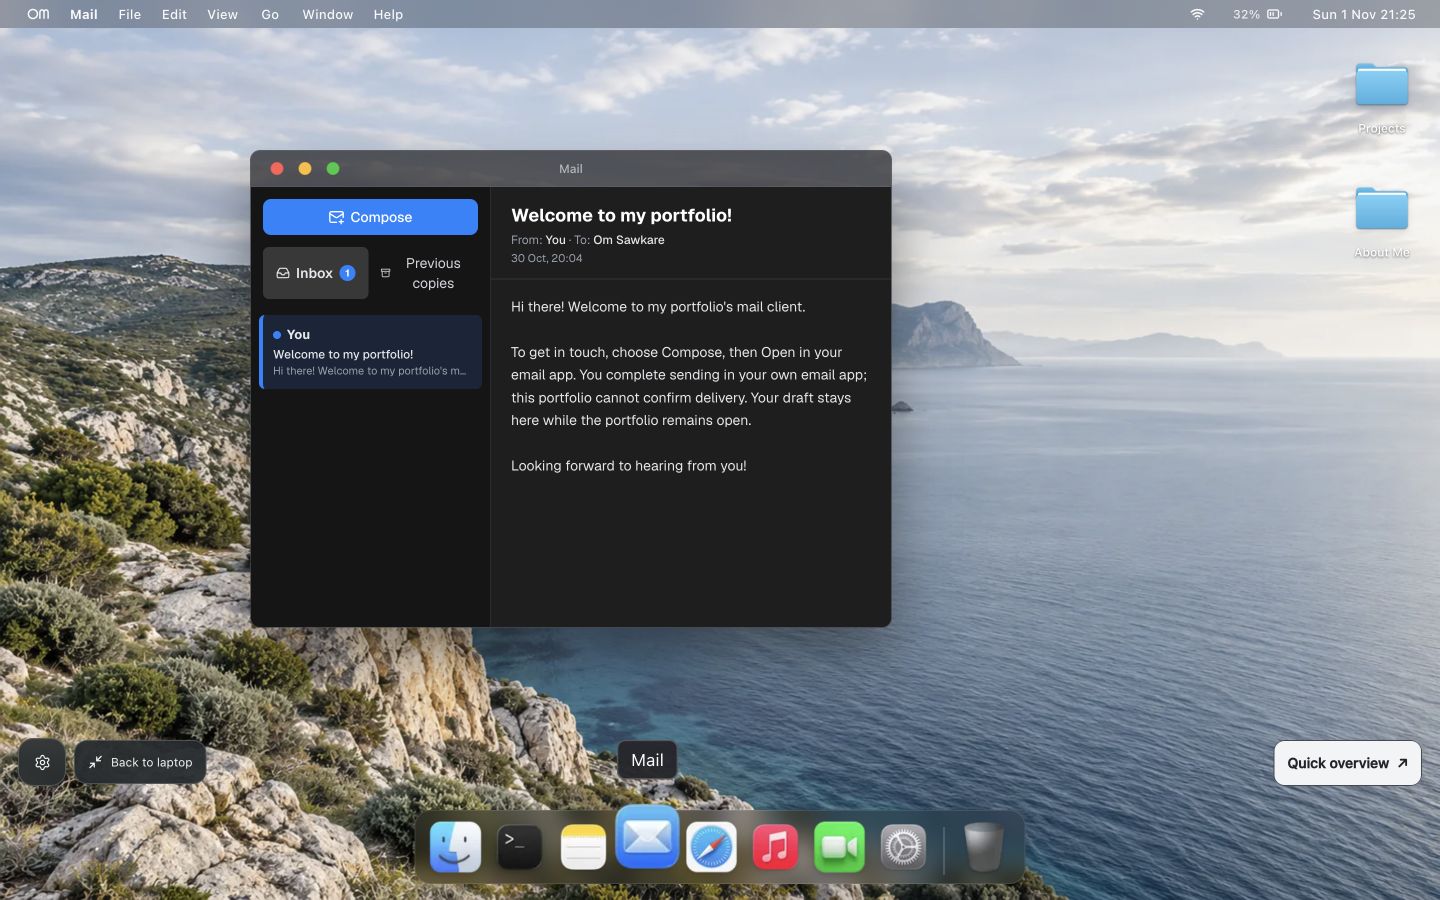 OM Mail File Edit View Go Window Help 32% Sun 1 Nov 21:25
Projects
About Me
Mail
Compose
Inbox 1
Previous
copies
You
Welcome to my portfolio!
Hi there! Welcome to my portfolio's m...
Welcome to my portfolio!
From: You · To: Om Sawkare
30 Oct, 20:04
Hi there! Welcome to my portfolio's mail client.
To get in touch, choose Compose, then Open in your
email app. You complete sending in your own email app;
this portfolio cannot confirm delivery. Your draft stays
here while the portfolio remains open.
Looking forward to hearing from you!
Back to laptop
Mail
Quick overview
>_